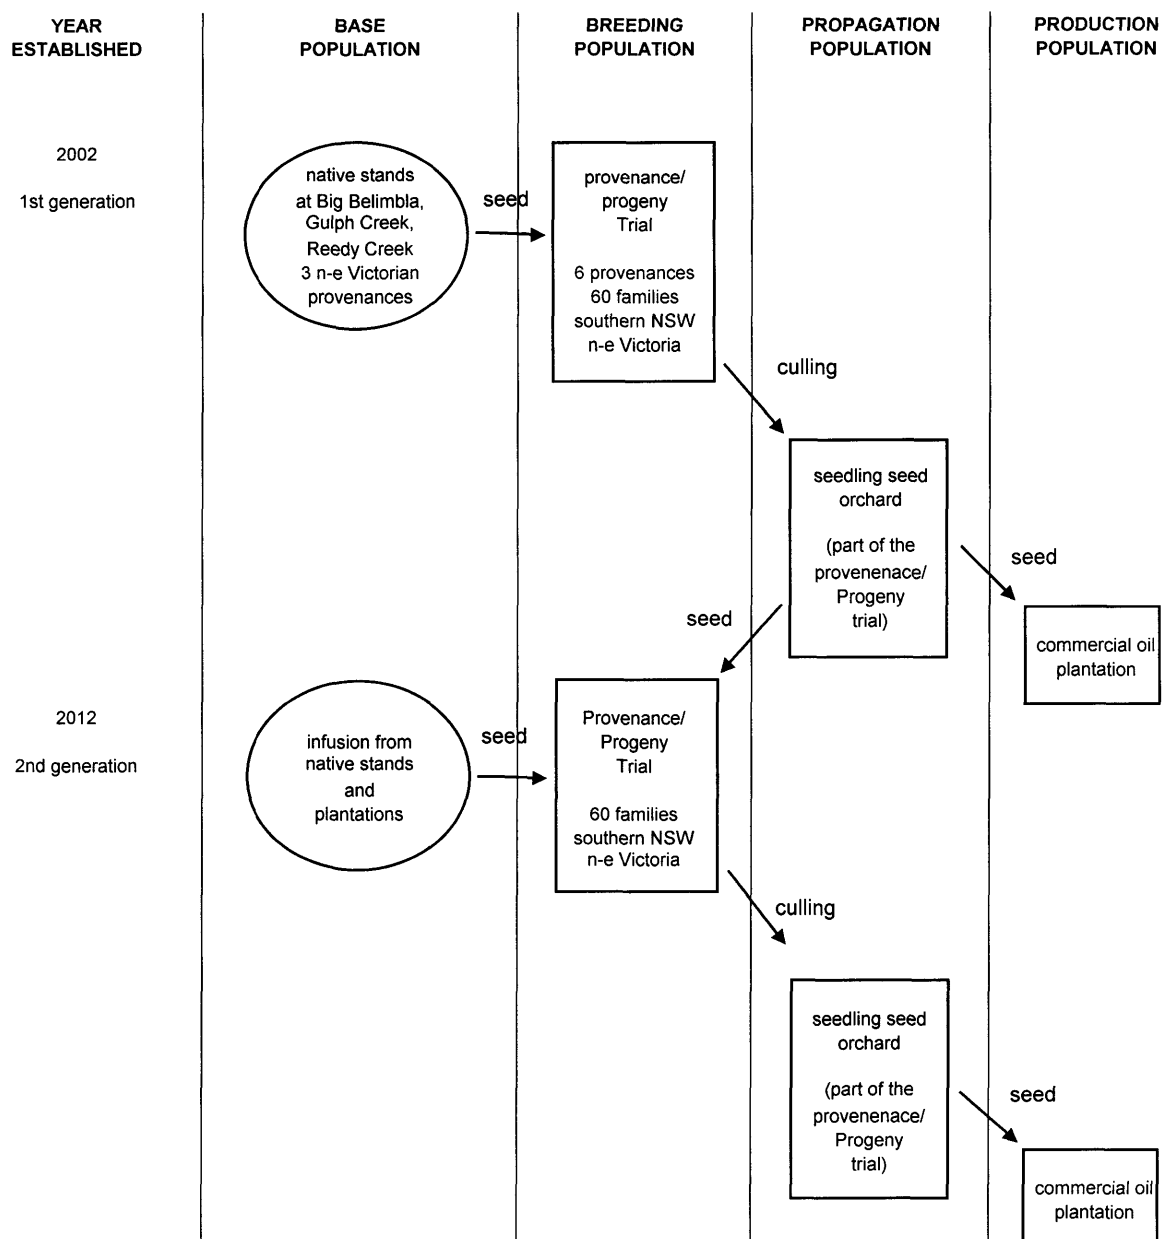 YEAR
ESTABLISHED
BASE
POPULATION
BREEDING
POPULATION
PROPAGATION
POPULATION
PRODUCTION
POPULATION
2002
1st generation
native stands
at Big Belimbla,
Gulph Creek,
Reedy Creek
3 n-e Victorian
provenances
seed
provenance/
progeny
Trial
6 provenances
60 families
southern NSW
n-e Victoria
culling
seedling seed
orchard
(part of the
provenenace/
Progeny
trial)
seed
commercial oil
plantation
seed
2012
2nd generation
infusion from
native stands
and
plantations
seed
Provenance/
Progeny
Trial
60 families
southern NSW
n-e Victoria
culling
seedling seed
orchard
(part of the
provenenace/
Progeny
trial)
seed
commercial oil
plantation